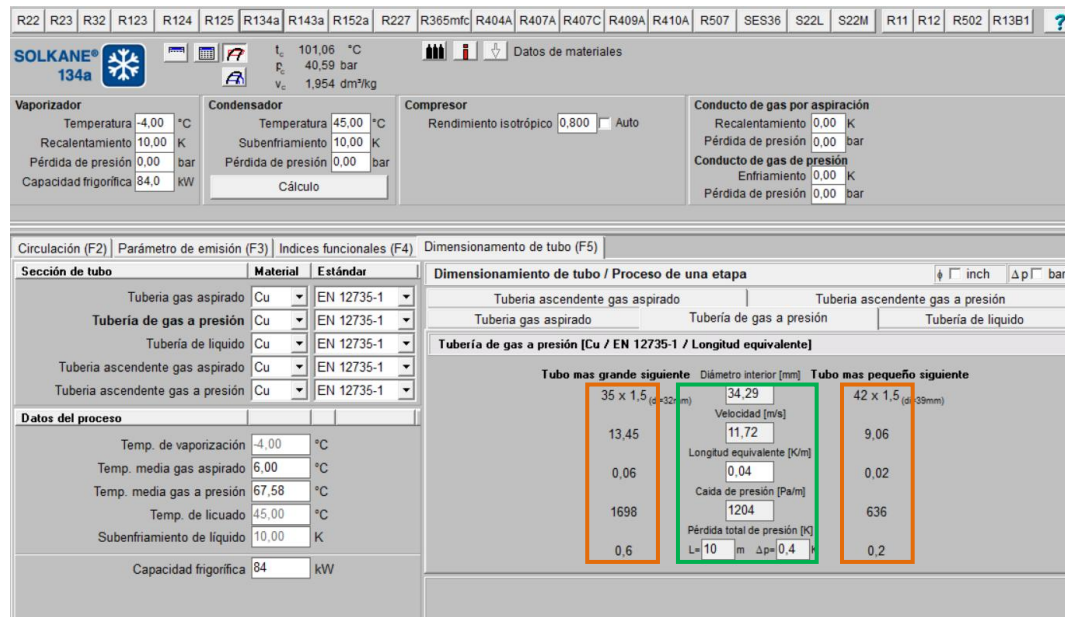 R22 R23 R32 R123 R124 R125 R134a R143a R152a R227 R365mfc R404A R407A R407C R409A R410A R507 SES36 S22L S22M R11 R12 R502 R13B1 ?
SOLKANE®
134a
tc 101,06 °C
pc 40,59 bar
vc 1,954 dm³/kg
Datos de materiales
Vaporizador
Temperatura -4,00 °C
Recalentamiento 10,00 K
Pérdida de presión 0,00 bar
Capacidad frigorífica 84,0 kW
Condensador
Temperatura 45,00 °C
Subenfriamiento 10,00 K
Pérdida de presión 0,00 bar
Cálculo
Compresor
Rendimiento isotrópico 0,800 Auto
Conducto de gas por aspiración
Recalentamiento 0,00 K
Pérdida de presión 0,00 bar
Conducto de gas de presión
Enfriamiento 0,00 K
Pérdida de presión 0,00 bar
Circulación (F2) Parámetro de emisión (F3) Indices funcionales (F4) Dimensionamento de tubo (F5)
Sección de tubo Material Estándar
Tuberia gas aspirado Cu EN 12735-1
Tubería de gas a presión Cu EN 12735-1
Tubería de liquido Cu EN 12735-1
Tuberia ascendente gas aspirado Cu EN 12735-1
Tuberia ascendente gas a presión Cu EN 12735-1
Datos del proceso
Temp. de vaporización -4,00 °C
Temp. media gas aspirado 6,00 °C
Temp. media gas a presión 67,58 °C
Temp. de licuado 45,00 °C
Subenfriamiento de líquido 10,00 K
Capacidad frigorífica 84 kW
Dimensionamiento de tubo / Proceso de una etapa ϕ inch Δp bar
Tuberia ascendente gas aspirado Tuberia ascendente gas a presión
Tuberia gas aspirado Tubería de gas a presión Tubería de liquido
Tubería de gas a presión [Cu / EN 12735-1 / Longitud equivalente]
Tubo mas grande siguiente Diámetro interior [mm] Tubo mas pequeño siguiente
35 x 1,5 (di=32mm) 34,29 42 x 1,5 (di=39mm)
Velocidad [m/s]
13,45 11,72 9,06
Longitud equivalente [K/m]
0,06 0,04 0,02
Caida de presión [Pa/m]
1698 1204 636
Pérdida total de presión [K]
0,6 L= 10 m Δp= 0,4 K 0,2